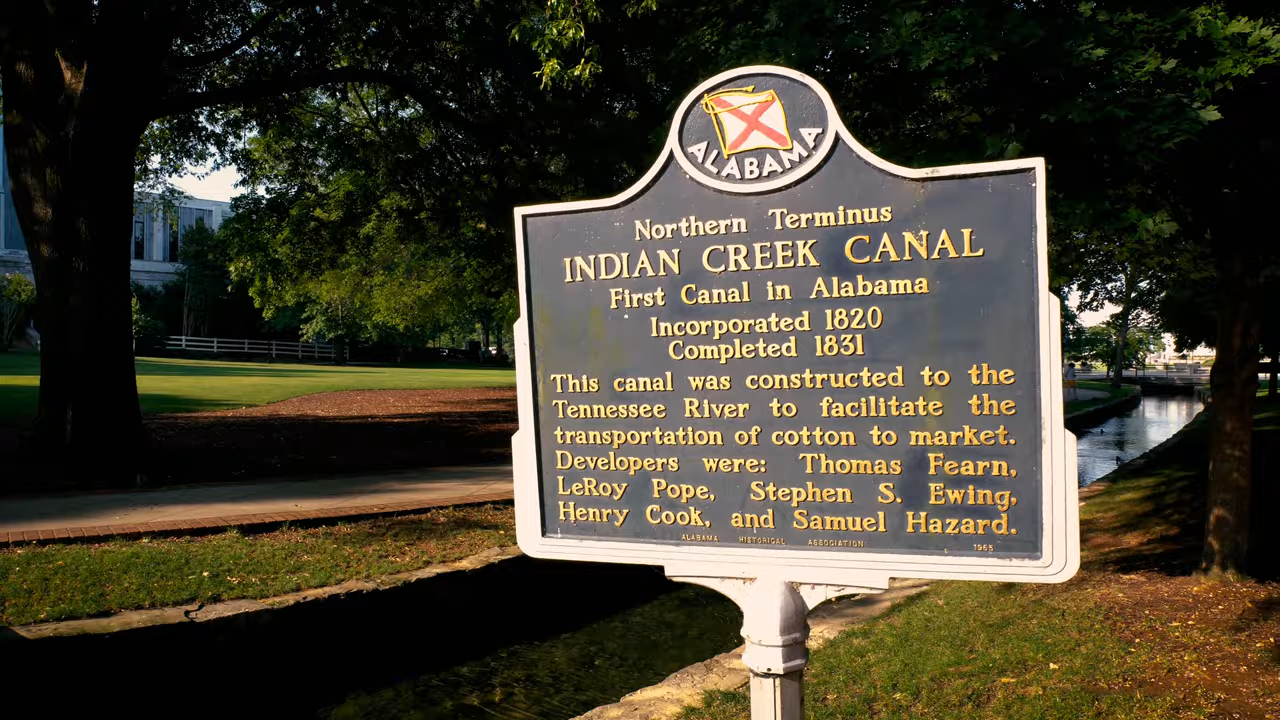 ALABAMA
Northern Terminus
INDIAN CREEK CANAL
First Canal in Alabama
Incorporated 1820
Completed 1831
This canal was constructed to the
Tennessee River to facilitate the
transportation of cotton to market.
Developers were: Thomas Fearn,
LeRoy Pope, Stephen S. Ewing,
Henry Cook, and Samuel Hazard.
ALABAMA HISTORICAL ASSOCIATION 1965